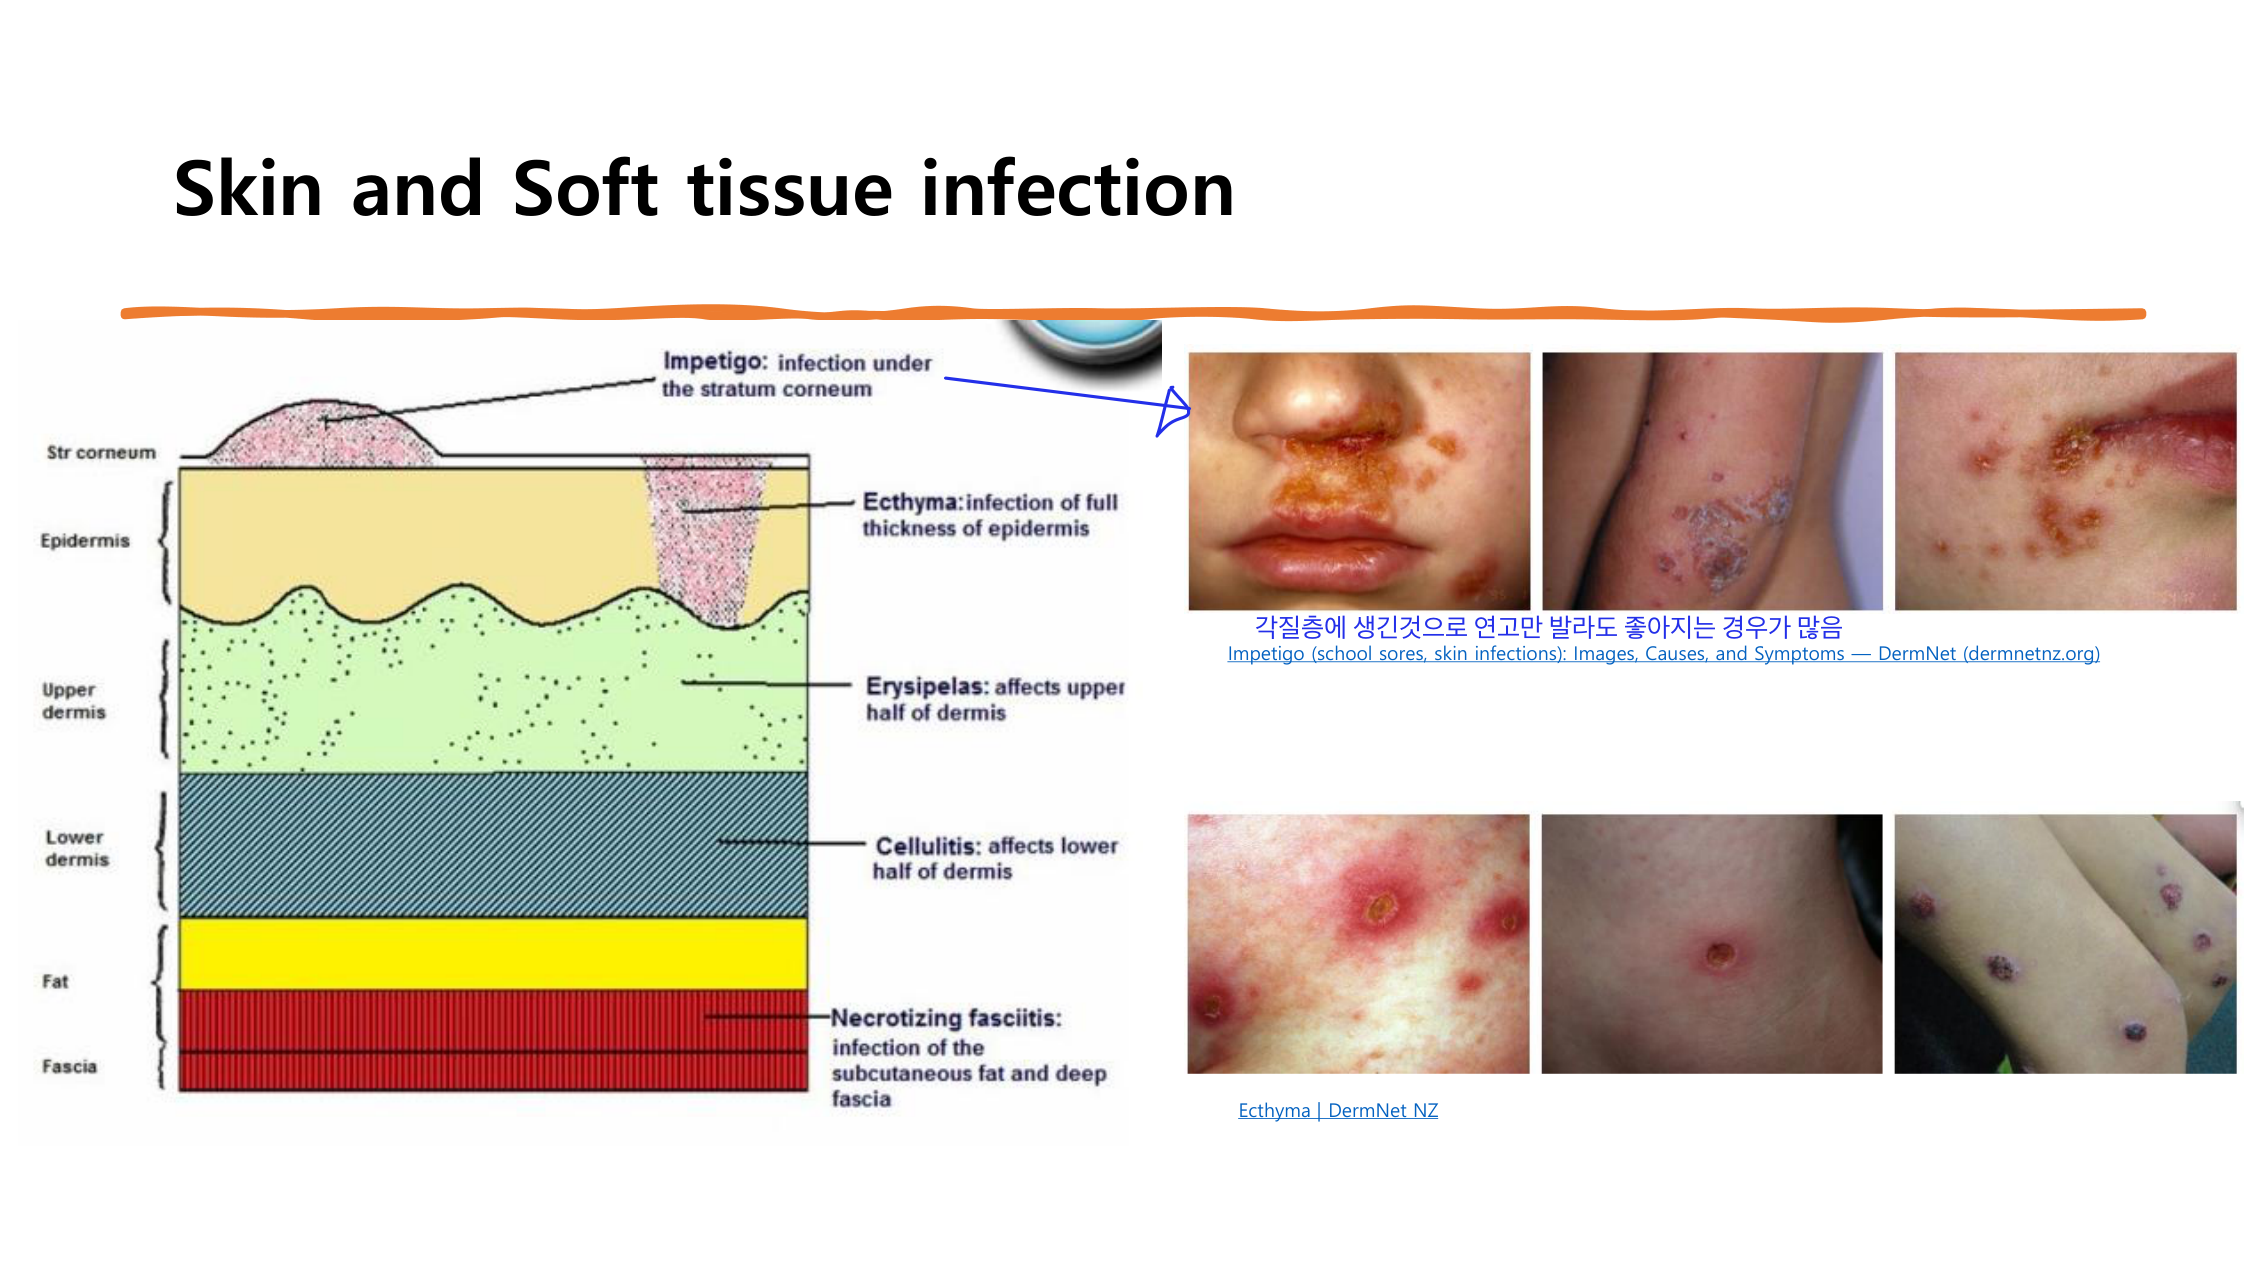 Skin and Soft tissue infection
Impetigo: infection under
the stratum corneum
Str corneum
Epidermis
Ecthyma:infection of full
thickness of epidermis
Upper
dermis
Erysipelas: affects upper
half of dermis
Lower
dermis
Cellulitis: affects lower
half of dermis
Fat
Fascia
Necrotizing fasciitis:
infection of the
subcutaneous fat and deep
fascia
각질층에 생긴것으로 연고만 발라도 좋아지는 경우가 많음
Impetigo (school sores, skin infections): Images, Causes, and Symptoms — DermNet (dermnetnz.org)
Ecthyma | DermNet NZ